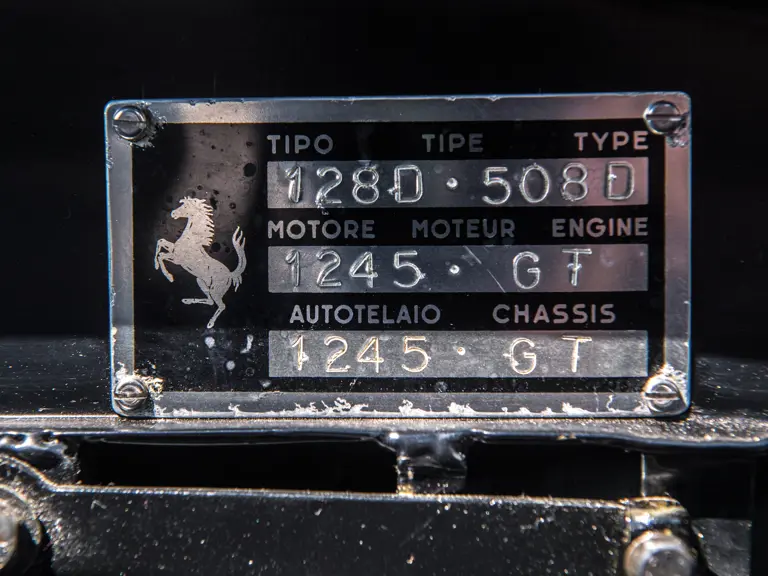 TIPO TIPE TYPE
128D · 508D
MOTORE MOTEUR ENGINE
1245 · GT
AUTOTELAIO CHASSIS
1245 · GT